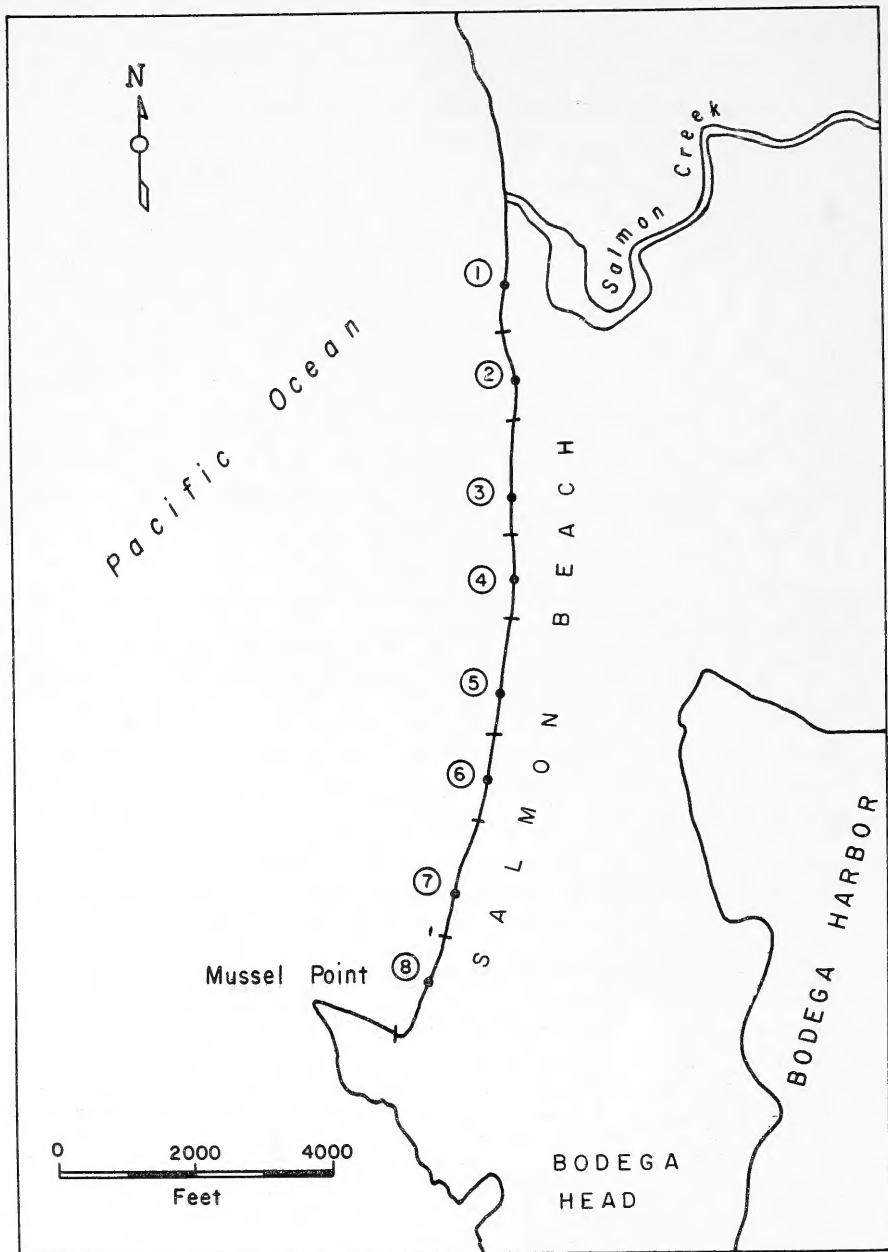 N
Salmon Creek
Pacific Ocean
1
2
3
4
5
6
7
8
SALMON BEACH
Mussel Point
BODEGA HARBOR
BODEGA
HEAD
0 2000 4000
Feet